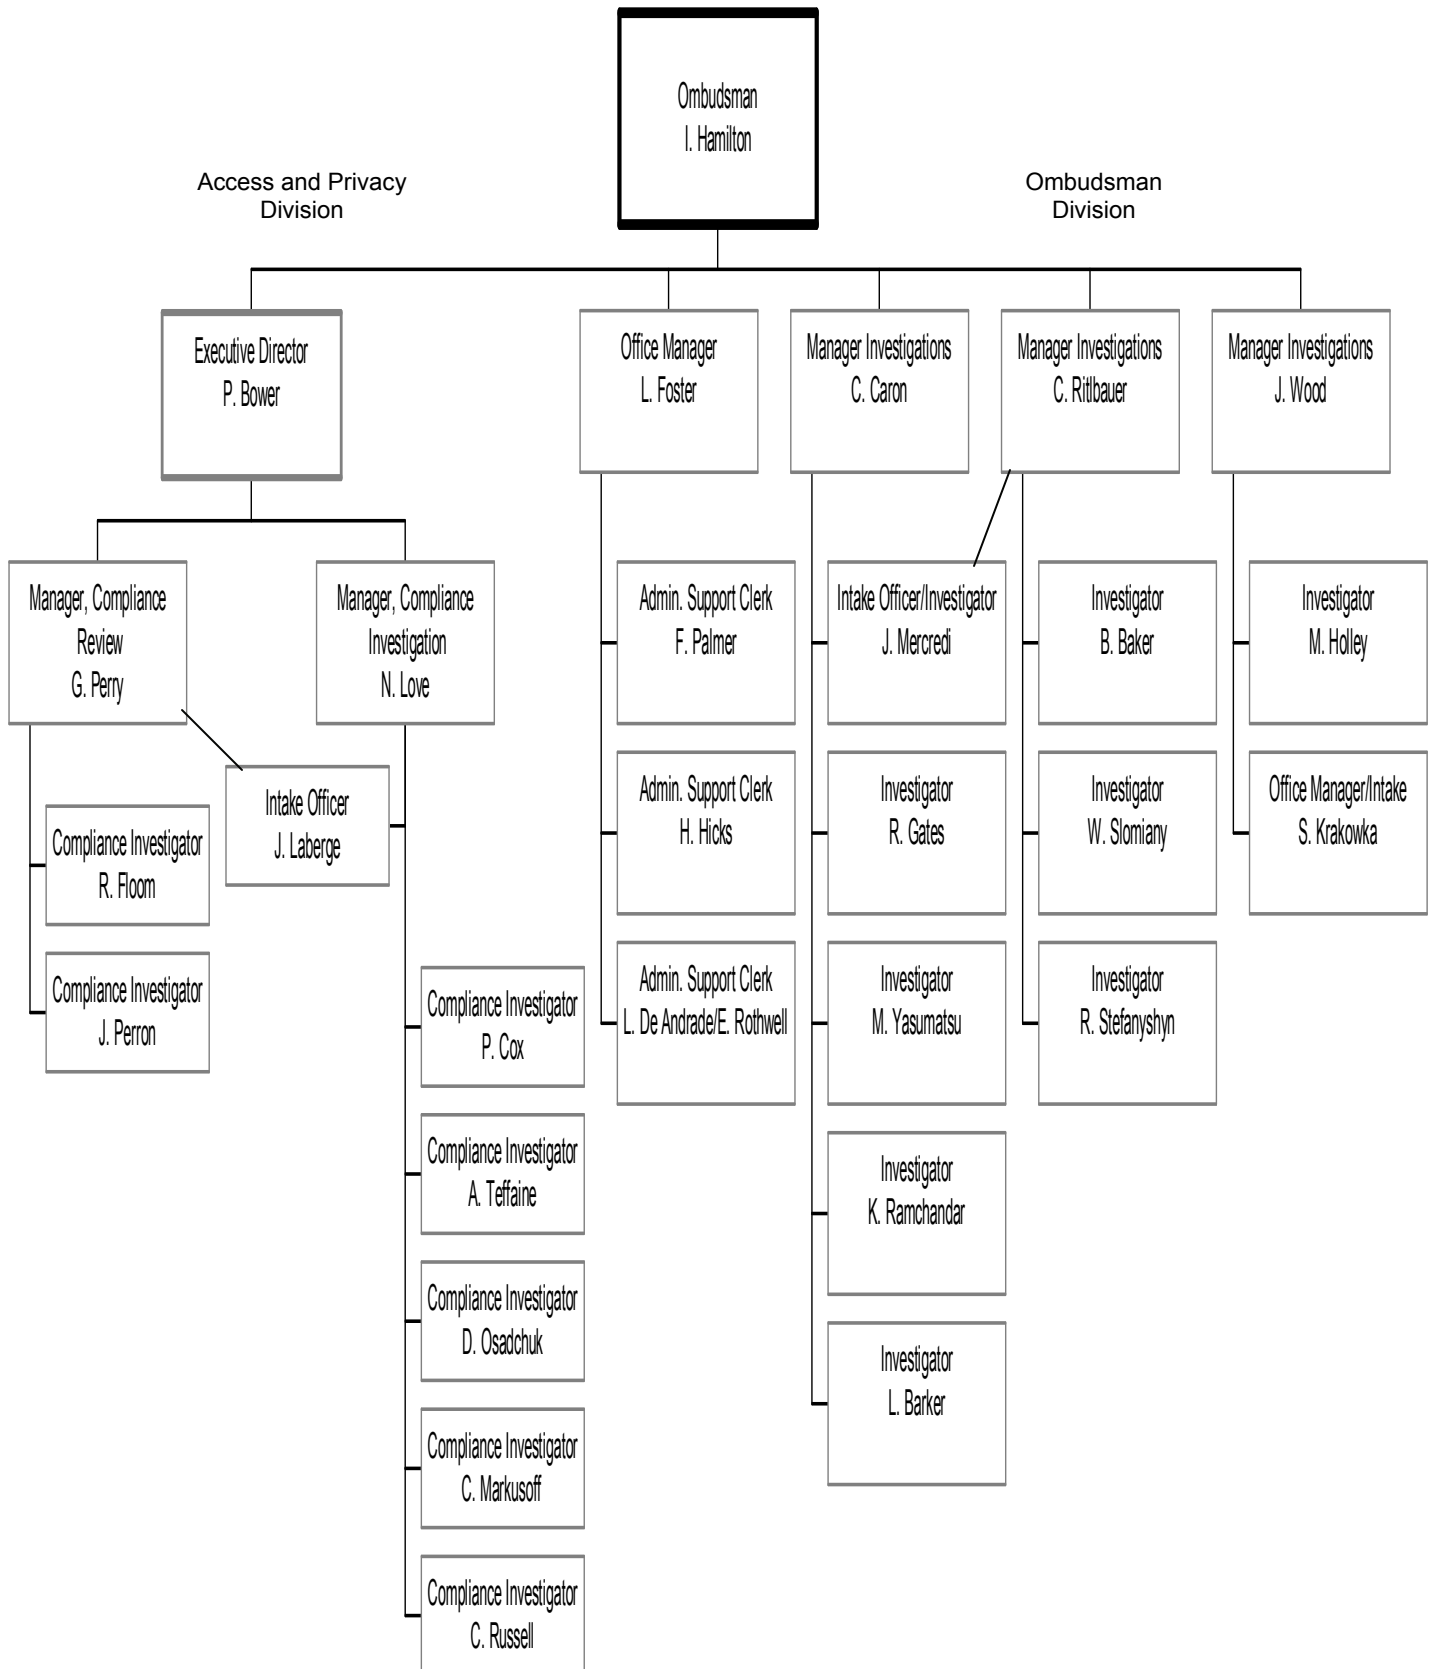 Ombudsman
I. Hamilton
Access and Privacy
Division
Ombudsman
Division
Executive Director
P. Bower
Office Manager
L. Foster
Manager Investigations
C. Caron
Manager Investigations
C. Ritlbauer
Manager Investigations
J. Wood
Manager, Compliance
Review
G. Perry
Manager, Compliance
Investigation
N. Love
Intake Officer
J. Laberge
Compliance Investigator
R. Floom
Compliance Investigator
J. Perron
Compliance Investigator
P. Cox
Compliance Investigator
A. Teffaine
Compliance Investigator
D. Osadchuk
Compliance Investigator
C. Markusoff
Compliance Investigator
C. Russell
Admin. Support Clerk
F. Palmer
Admin. Support Clerk
H. Hicks
Admin. Support Clerk
L. De Andrade/E. Rothwell
Intake Officer/Investigator
J. Mercredi
Investigator
R. Gates
Investigator
M. Yasumatsu
Investigator
K. Ramchandar
Investigator
L. Barker
Investigator
B. Baker
Investigator
W. Slomiany
Investigator
R. Stefanyshyn
Investigator
M. Holley
Office Manager/Intake
S. Krakowka